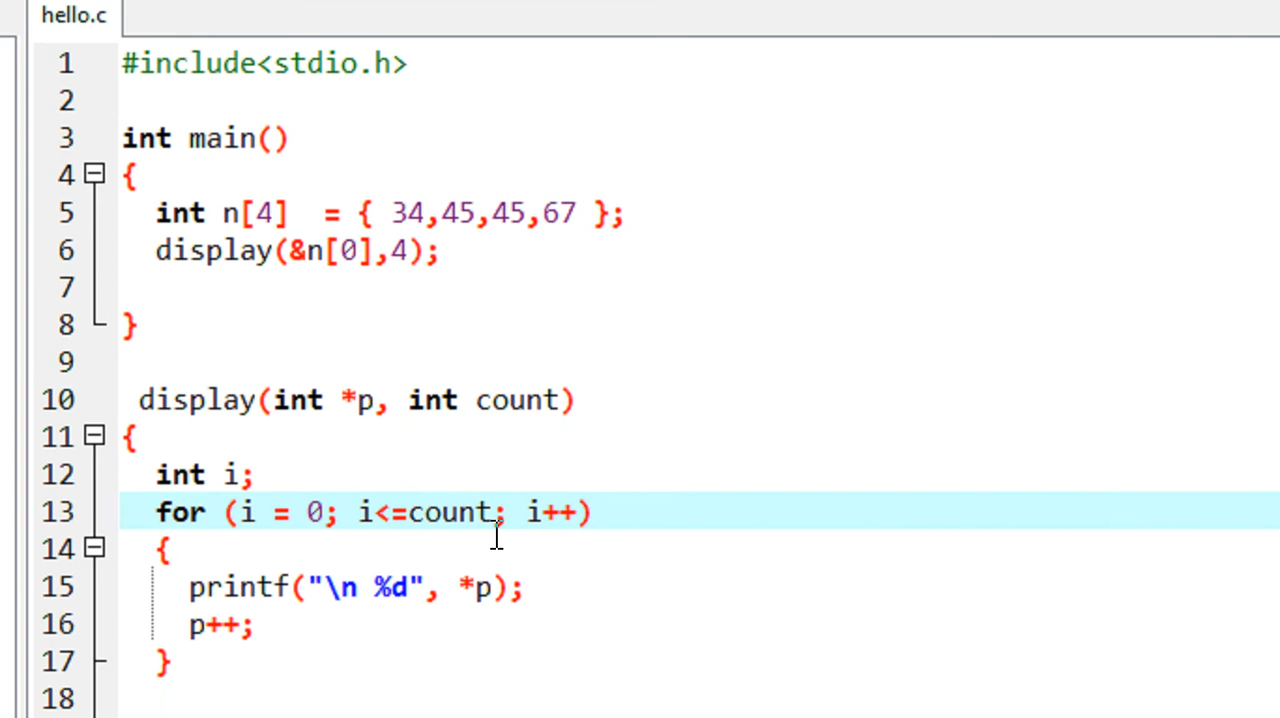 hello.c
1 #include<stdio.h>
2
3 int main()
4 {
5 int n[4]  = { 34,45,45,67 };
6 display(&n[0],4);
7
8 }
9
10 display(int *p, int count)
11 {
12 int i;
13 for (i = 0; i<=count; i++)
14 {
15 printf("\n %d", *p);
16 p++;
17 }
18